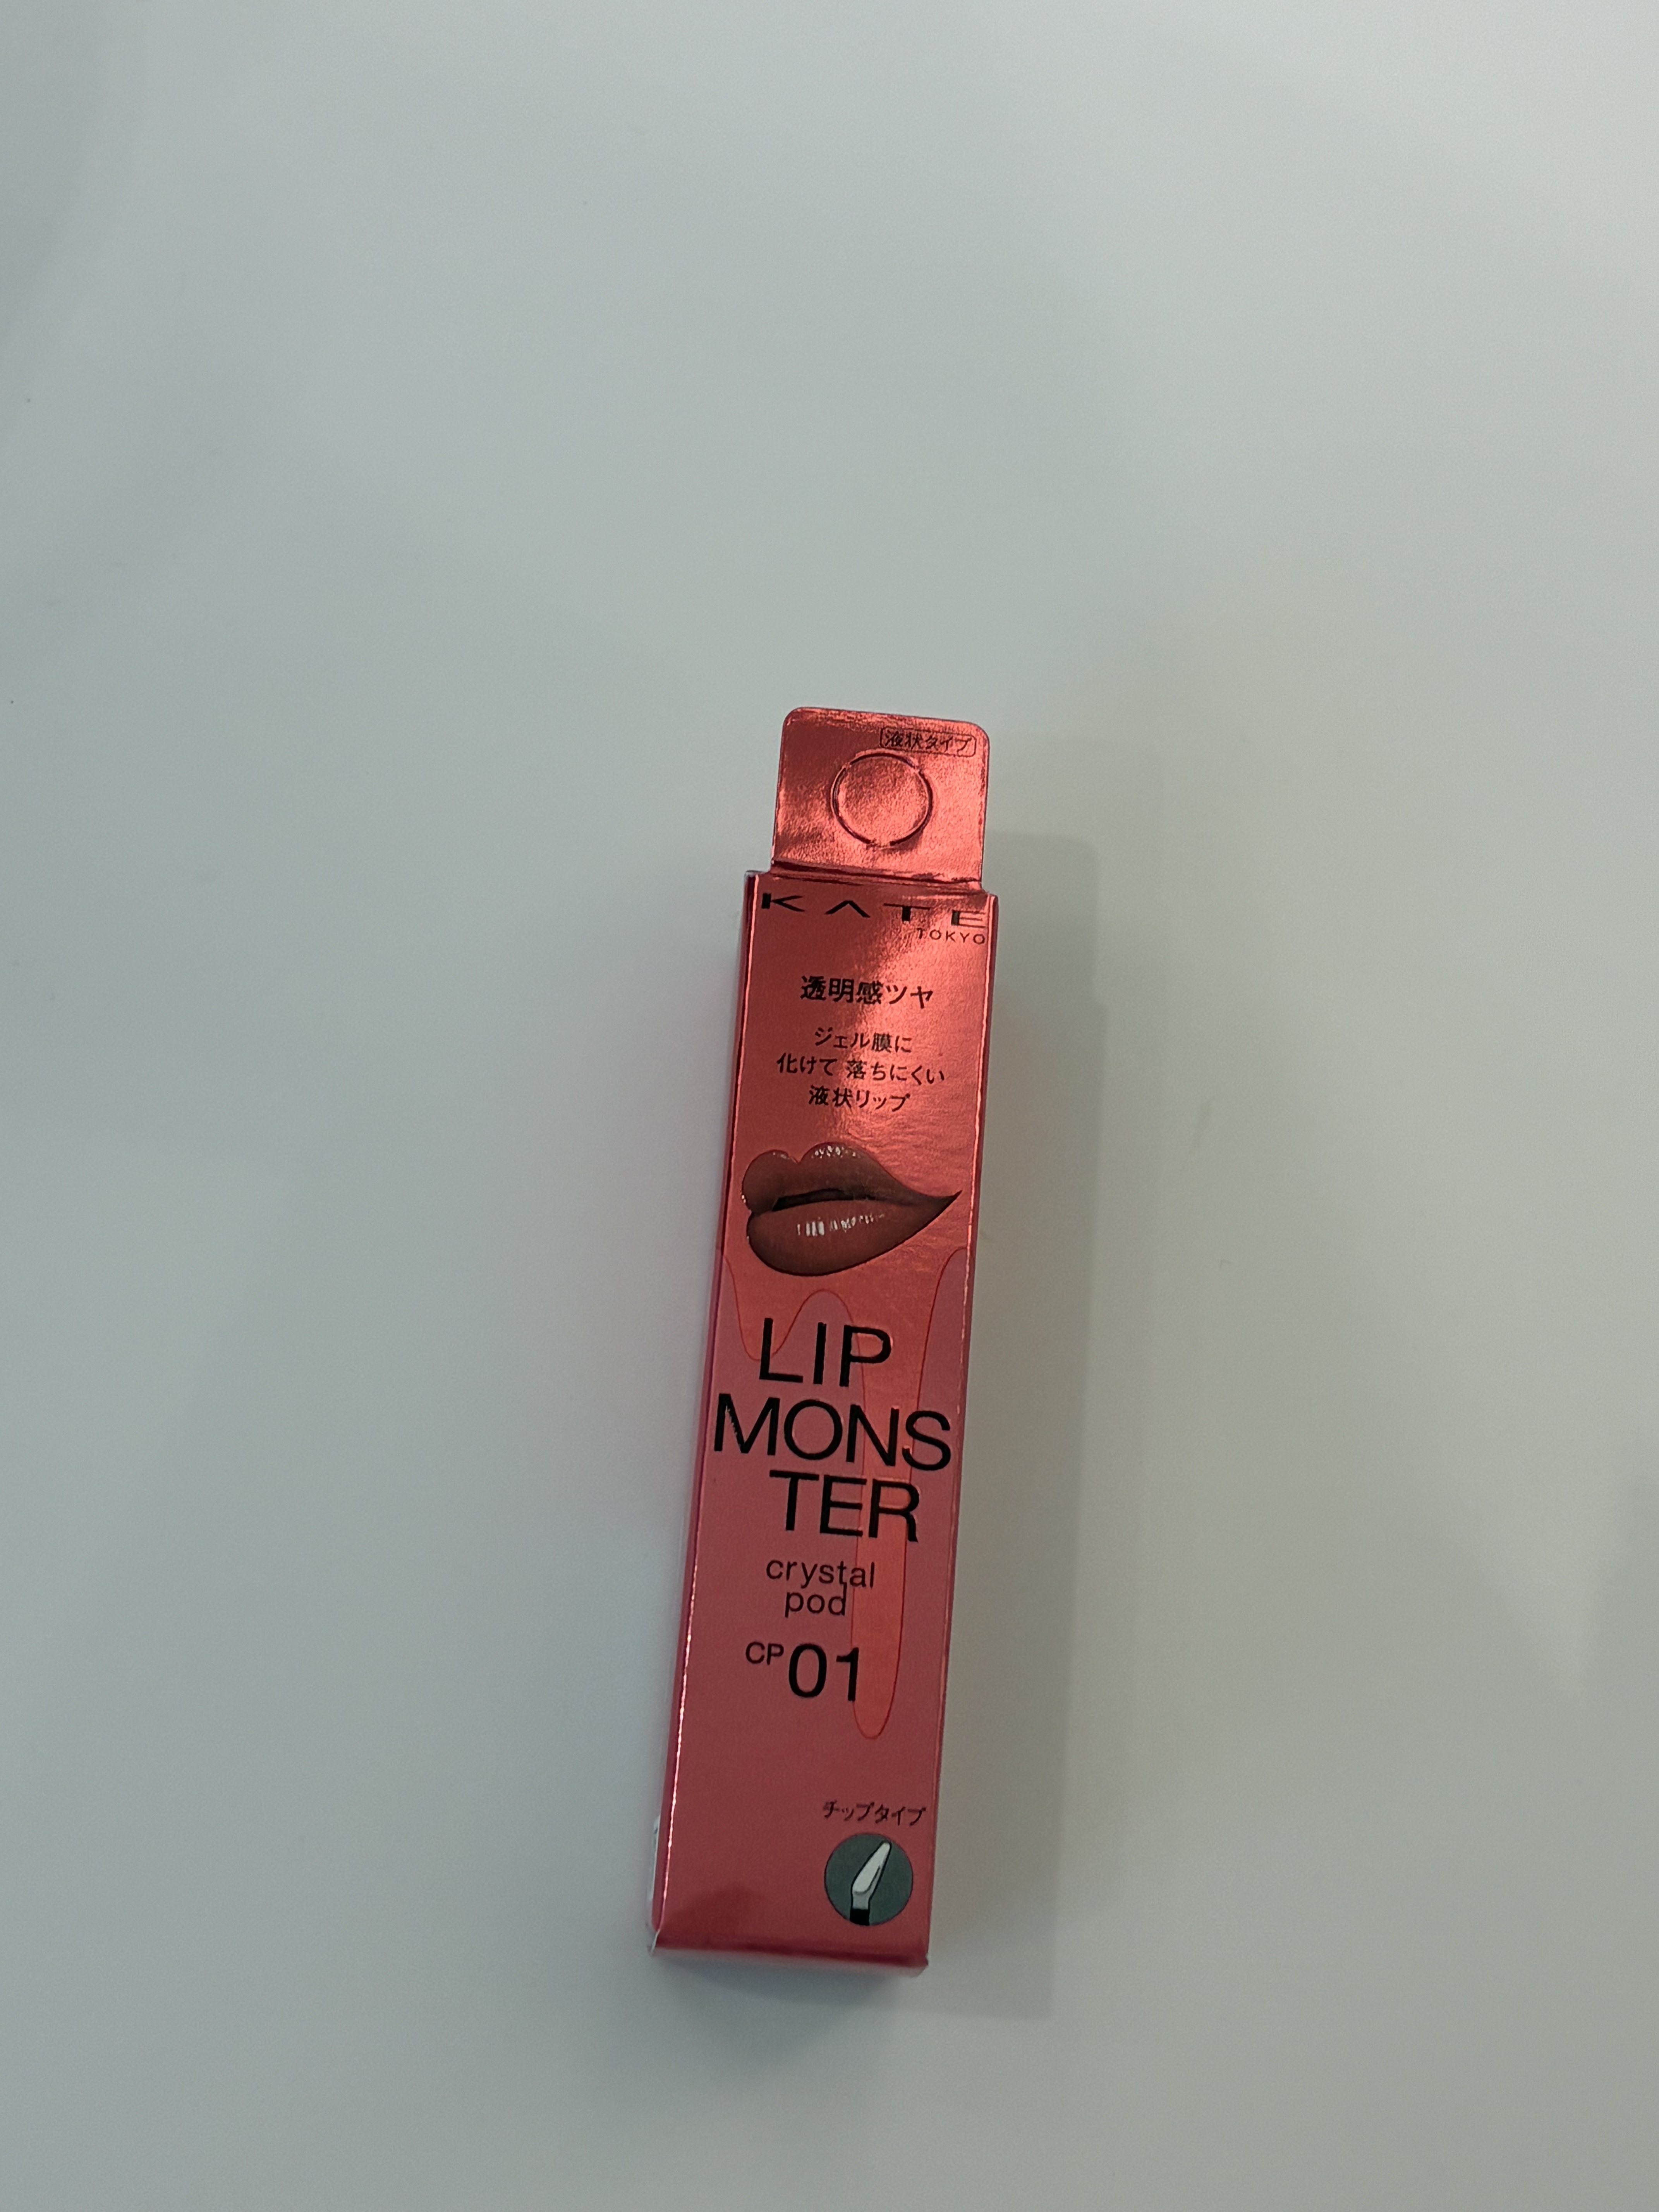 液状タイプ
KATE
TOKYO
透明感ツヤ
ジェル膜に
化けて 落ちにくい
液状リップ
LIP
MONS
TER
crystal
pod
CP01
チップタイプ